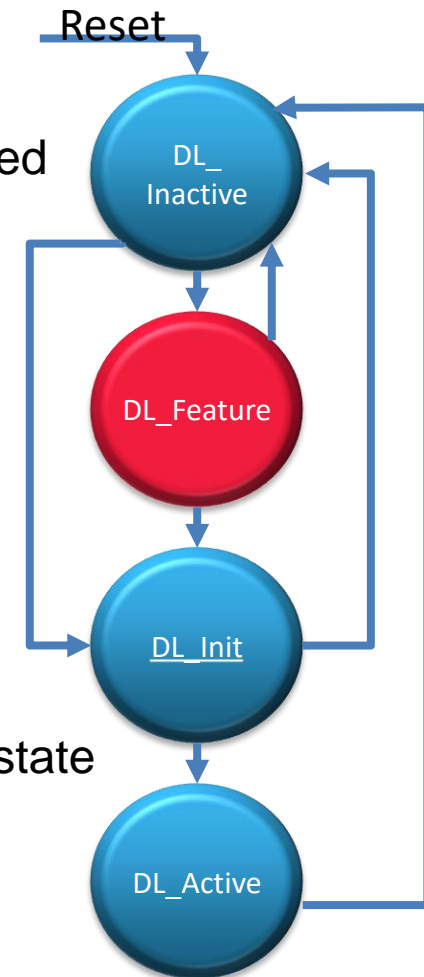 Reset
ed
DL_
Inactive
DL_Feature
DL_Init
state
DL_Active